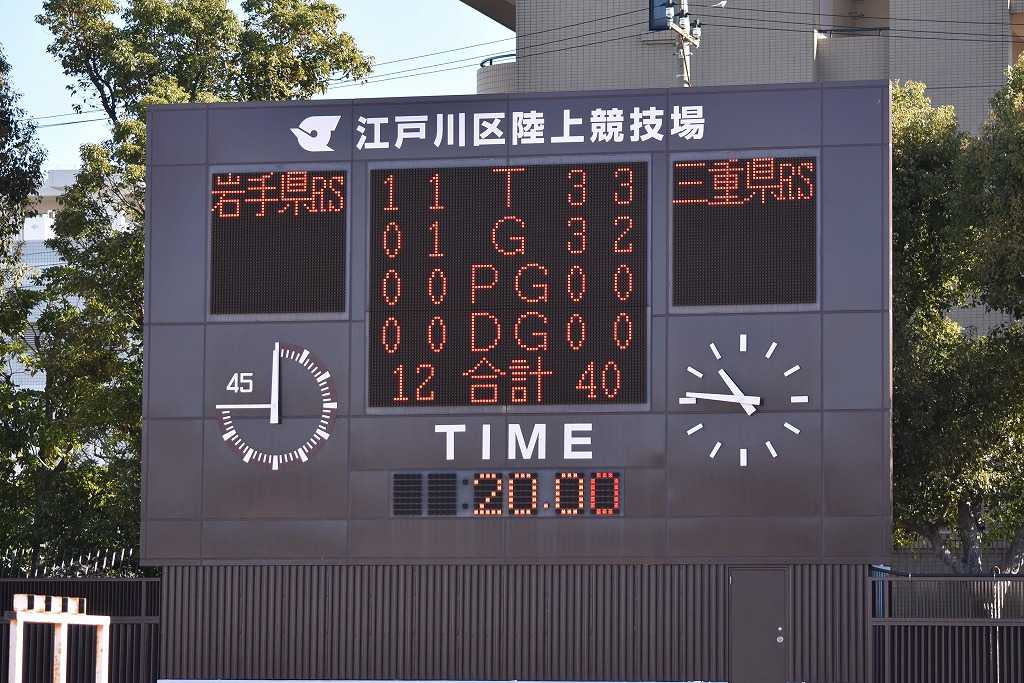 江戸川区陸上競技場
岩手県RS
三重県RS
1 1 T 3 3
0 1 G 3 2
0 0 PG 0 0
0 0 DG 0 0
12 合計 40
45
TIME
20.00